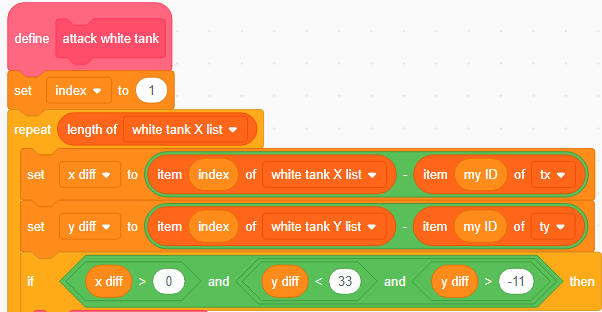 define attack white tank
set index to 1
repeat length of white tank X list
set x diff to item index of white tank X list - item my ID of tx
set y diff to item index of white tank Y list - item my ID of ty
if x diff > 0 and y diff < 33 and y diff > -11 then